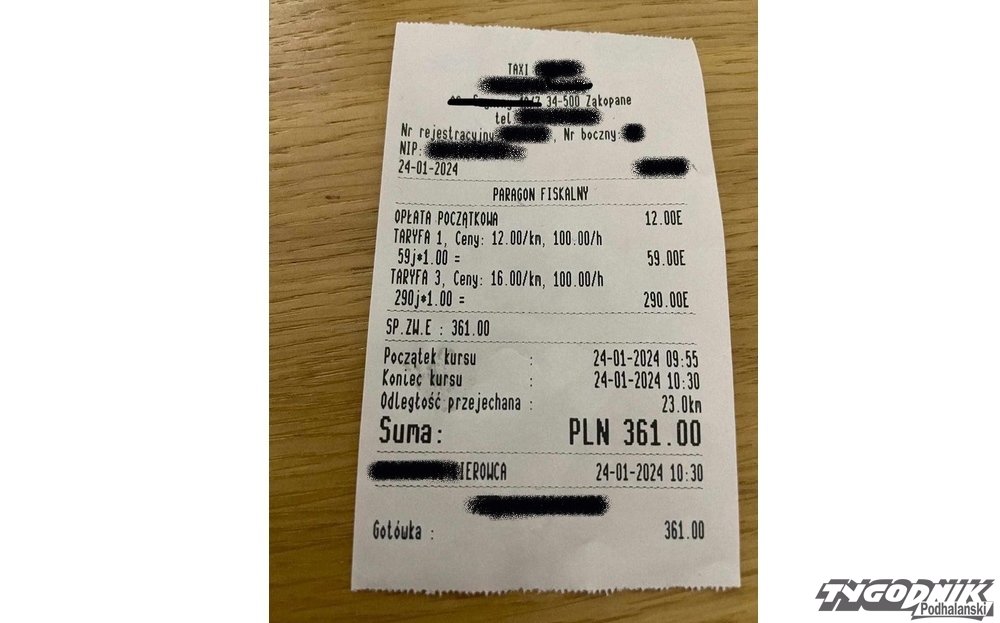 TAXI
34-500 Zakopane
tel
Nr rejestracyjny , Nr boczny:
NIP:
24-01-2024
PARAGON FISKALNY
OPŁATA POCZĄTKOWA 12.00E
TARYFA 1, Ceny: 12.00/km, 100.00/h
59j*1.00 = 59.00E
TARYFA 3, Ceny: 16.00/km, 100.00/h
290j*1.00 = 290.00E
SP.ZW.E : 361.00
Początek kursu : 24-01-2024 09:55
Koniec kursu : 24-01-2024 10:30
Odległość przejechana : 23.0km
Suma: PLN 361.00
IEROWCA 24-01-2024 10:30
Gotówka : 361.00
TYGODNIK
Podhalański